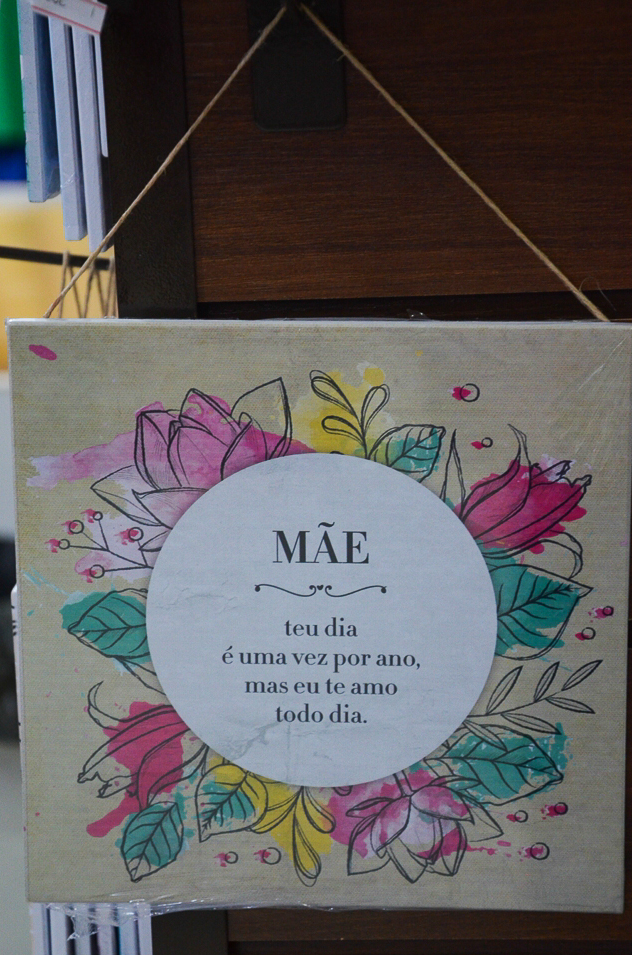 MÃE
teu dia
é uma vez por ano,
mas eu te amo
todo dia.